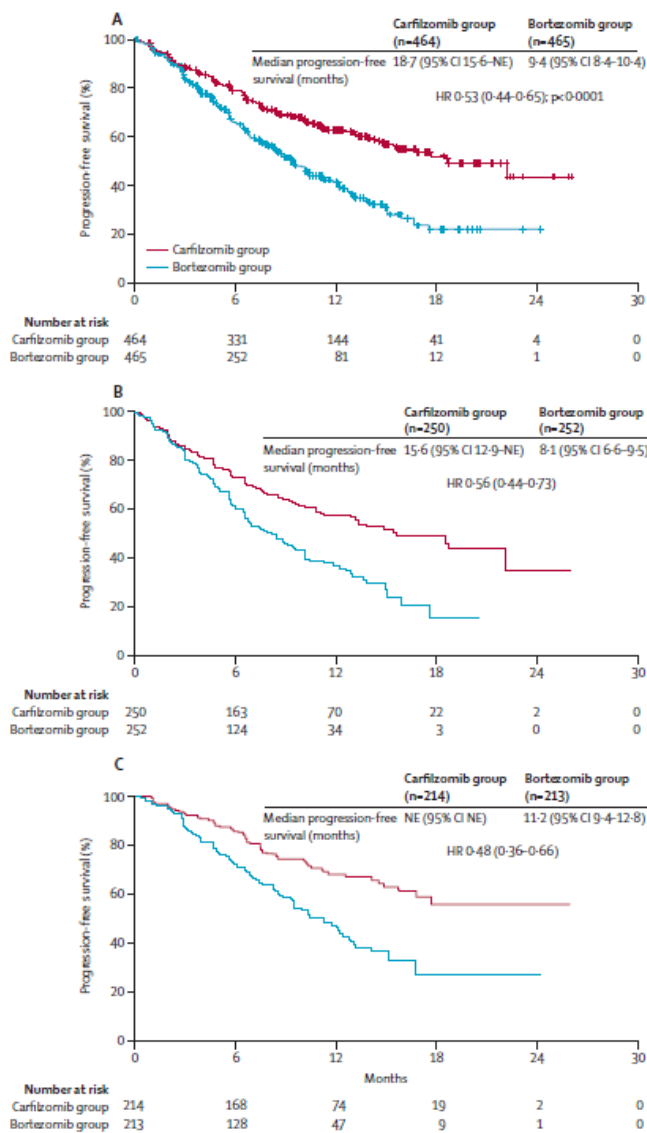 A
Carfilzomib group (n=464)
Bortezomib group (n=465)
Median progression-free survival (months)
18·7 (95% CI 15·6–NE)
9·4 (95% CI 8·4–10·4)
HR 0·53 (0·44–0·65); p<0·0001
Progression-free survival (%)
100
80
60
40
20
0
Carfilzomib group
Bortezomib group
0 6 12 18 24 30
Number at risk
Carfilzomib group 464 331 144 41 4 0
Bortezomib group 465 252 81 12 1 0
B
Carfilzomib group (n=250)
Bortezomib group (n=252)
Median progression-free survival (months)
15·6 (95% CI 12·9–NE)
8·1 (95% CI 6·6–9·5)
HR 0·56 (0·44–0·73)
Progression-free survival (%)
100
80
60
40
20
0
0 6 12 18 24 30
Number at risk
Carfilzomib group 250 163 70 22 2 0
Bortezomib group 252 124 34 3 0 0
C
Carfilzomib group (n=214)
Bortezomib group (n=213)
Median progression-free survival (months)
NE (95% CI NE)
11·2 (95% CI 9·4–12·8)
HR 0·48 (0·36–0·66)
Progression-free survival (%)
100
80
60
40
20
0
0 6 12 18 24 30
Months
Number at risk
Carfilzomib group 214 168 74 19 2 0
Bortezomib group 213 128 47 9 1 0